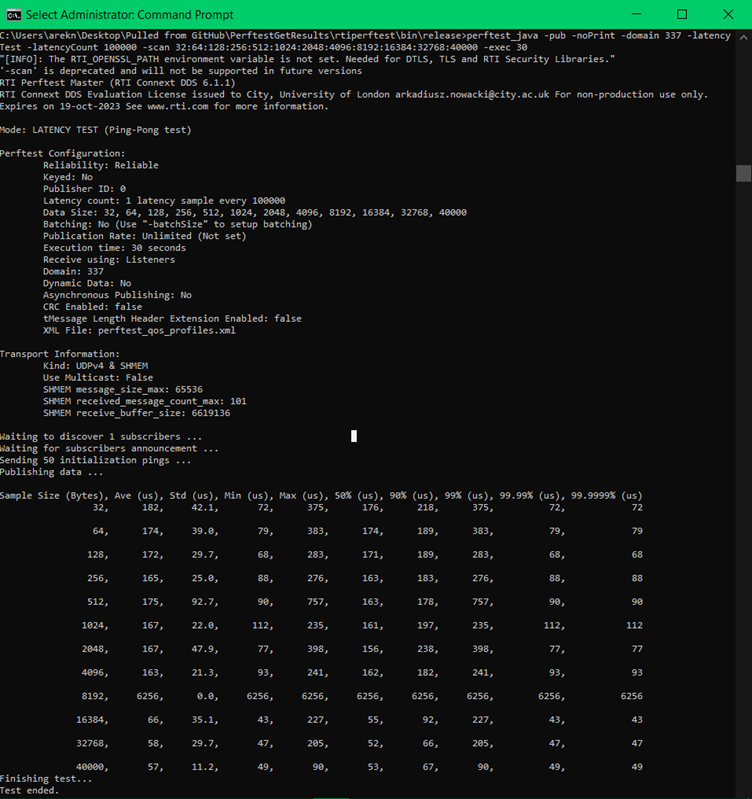 Select Administrator: Command Prompt
C:\Users\arekn\Desktop\Pulled from GitHub\PerftestGetResults\rtiperftest\bin\release>perftest_java -pub -noPrint -domain 337 -latency
Test -latencyCount 100000 -scan 32:64:128:256:512:1024:2048:4096:8192:16384:32768:40000 -exec 30
"[INFO]: The RTI_OPENSSL_PATH environment variable is not set. Needed for DTLS, TLS and RTI Security Libraries."
'-scan' is deprecated and will not be supported in future versions
RTI Perftest Master (RTI Connext DDS 6.1.1)
RTI Connext DDS Evaluation License issued to City, University of London arkadiusz.nowacki@city.ac.uk For non-production use only.
Expires on 19-oct-2023 See www.rti.com for more information.
Mode: LATENCY TEST (Ping-Pong test)
Perftest Configuration:
Reliability: Reliable
Keyed: No
Publisher ID: 0
Latency count: 1 latency sample every 100000
Data Size: 32, 64, 128, 256, 512, 1024, 2048, 4096, 8192, 16384, 32768, 40000
Batching: No (Use "-batchSize" to setup batching)
Publication Rate: Unlimited (Not set)
Execution time: 30 seconds
Receive using: Listeners
Domain: 337
Dynamic Data: No
Asynchronous Publishing: No
CRC Enabled: false
tMessage Length Header Extension Enabled: false
XML File: perftest_qos_profiles.xml
Transport Information:
Kind: UDPv4 & SHMEM
Use Multicast: False
SHMEM message_size_max: 65536
SHMEM received_message_count_max: 101
SHMEM receive_buffer_size: 6619136
Waiting to discover 1 subscribers ...
Waiting for subscribers announcement ...
Sending 50 initialization pings ...
Publishing data ...
Sample Size (Bytes), Ave (us), Std (us), Min (us), Max (us), 50% (us), 90% (us), 99% (us), 99.99% (us), 99.9999% (us)
32, 182, 42.1, 72, 375, 176, 218, 375, 72, 72
64, 174, 39.0, 79, 383, 174, 189, 383, 79, 79
128, 172, 29.7, 68, 283, 171, 189, 283, 68, 68
256, 165, 25.0, 88, 276, 163, 183, 276, 88, 88
512, 175, 92.7, 90, 757, 163, 178, 757, 90, 90
1024, 167, 22.0, 112, 235, 161, 197, 235, 112, 112
2048, 167, 47.9, 77, 398, 156, 238, 398, 77, 77
4096, 163, 21.3, 93, 241, 162, 182, 241, 93, 93
8192, 6256, 0.0, 6256, 6256, 6256, 6256, 6256, 6256, 6256
16384, 66, 35.1, 43, 227, 55, 92, 227, 43, 43
32768, 58, 29.7, 47, 205, 52, 66, 205, 47, 47
40000, 57, 11.2, 49, 90, 53, 67, 90, 49, 49
Finishing test...
Test ended.